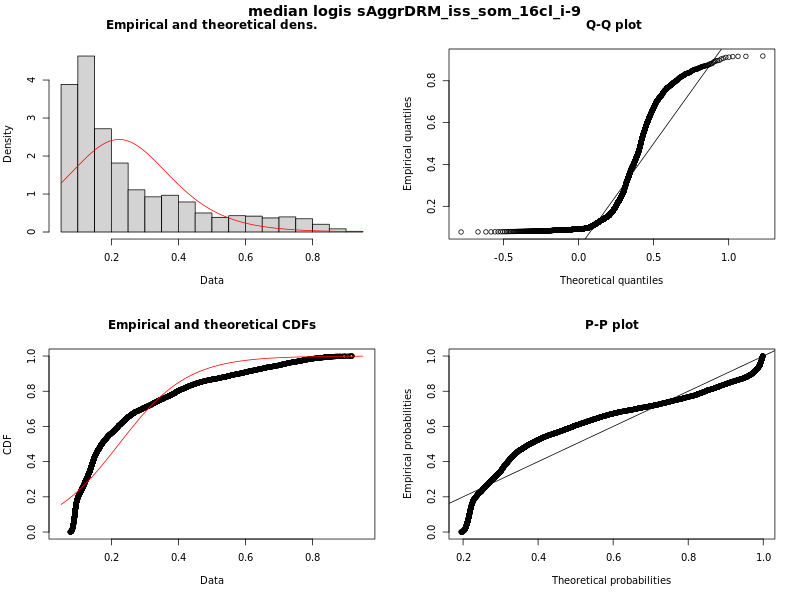 median logis sAggrDRM_iss_som_16cl_i-9
Empirical and theoretical dens.
Density
0 1 2 3 4
0.2 0.4 0.6 0.8
Data
Q-Q plot
Empirical quantiles
0.2 0.4 0.6 0.8
-0.5 0.0 0.5 1.0
Theoretical quantiles
Empirical and theoretical CDFs
CDF
0.0 0.2 0.4 0.6 0.8 1.0
0.2 0.4 0.6 0.8
Data
P-P plot
Empirical probabilities
0.0 0.2 0.4 0.6 0.8 1.0
0.2 0.4 0.6 0.8 1.0
Theoretical probabilities